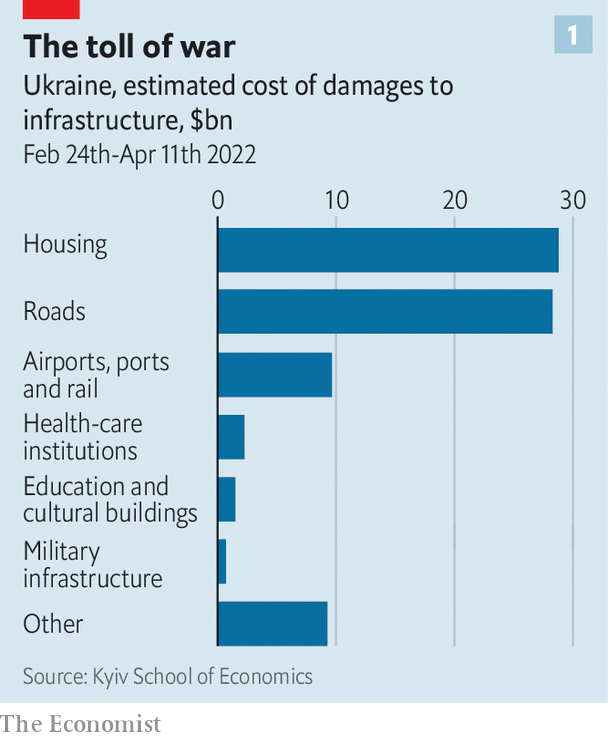 1
The toll of war
Ukraine, estimated cost of damages to
infrastructure, $bn
Feb 24th-Apr 11th 2022
0 10 20 30
Housing
Roads
Airports, ports
and rail
Health-care
institutions
Education and
cultural buildings
Military
infrastructure
Other
Source: Kyiv School of Economics
The Economist